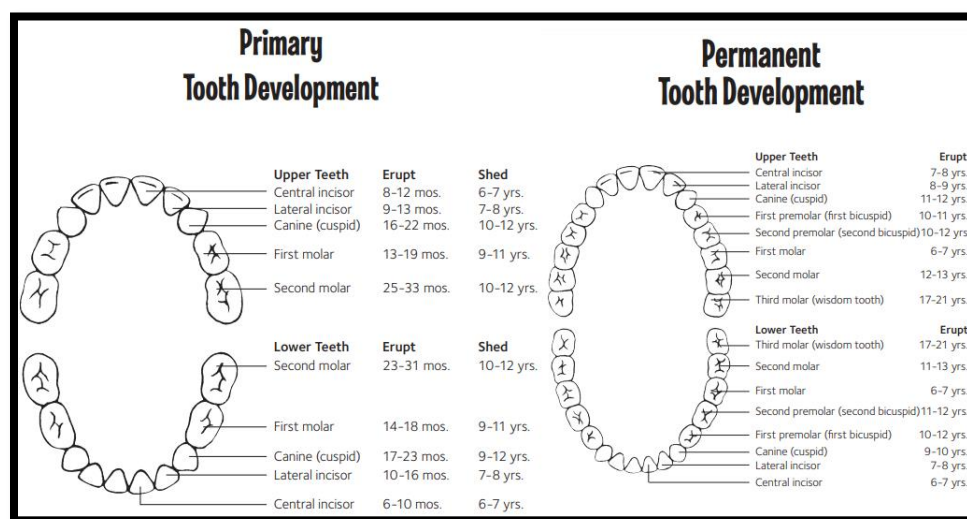 Primary
Tooth Development
Upper Teeth Erupt Shed
Central incisor 8-12 mos. 6-7 yrs.
Lateral incisor 9-13 mos. 7-8 yrs.
Canine (cuspid) 16-22 mos. 10-12 yrs.
First molar 13-19 mos. 9-11 yrs.
Second molar 25-33 mos. 10-12 yrs.
Lower Teeth Erupt Shed
Second molar 23-31 mos. 10-12 yrs.
First molar 14-18 mos. 9-11 yrs.
Canine (cuspid) 17-23 mos. 9-12 yrs.
Lateral incisor 10-16 mos. 7-8 yrs.
Central incisor 6-10 mos. 6-7 yrs.
Permanent
Tooth Development
Upper Teeth Erupt
Central incisor 7-8 yrs.
Lateral incisor 8-9 yrs.
Canine (cuspid) 11-12 yrs.
First premolar (first bicuspid) 10-11 yrs.
Second premolar (second bicuspid) 10-12 yrs
First molar 6-7 yrs.
Second molar 12-13 yrs.
Third molar (wisdom tooth) 17-21 yrs.
Lower Teeth Erupt
Third molar (wisdom tooth) 17-21 yrs.
Second molar 11-13 yrs.
First molar 6-7 yrs.
Second premolar (second bicuspid) 11-12 yrs.
First premolar (first bicuspid) 10-12 yrs.
Canine (cuspid) 9-10 yrs.
Lateral incisor 7-8 yrs.
Central incisor 6-7 yrs.